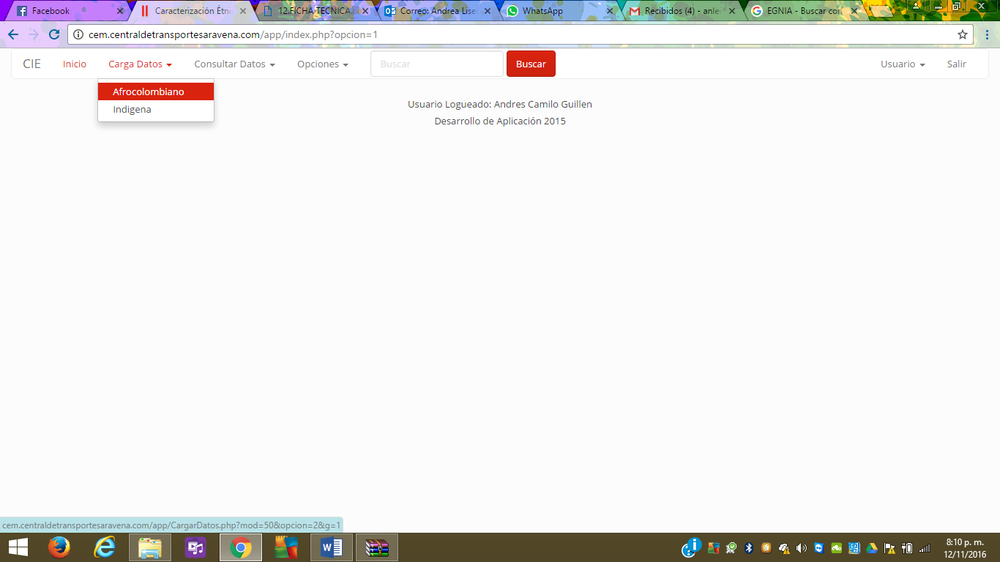 Facebook
Caracterización Étni
12.FICHA TECNICA
Correo: Andrea Lise
WhatsApp
Recibidos (4) - anle
EGNIA - Buscar con
cem.centraldetransportesaravena.com/app/index.php?opcion=1
CIE Inicio Carga Datos Consultar Datos Opciones Buscar Buscar Usuario Salir
Afrocolombiano
Indigena
Usuario Logueado: Andres Camilo Guillen
Desarrollo de Aplicación 2015
cem.centraldetransportesaravena.com/app/CargarDatos.php?mod=50&opcion=2&g=1
8:10 p. m.
12/11/2016